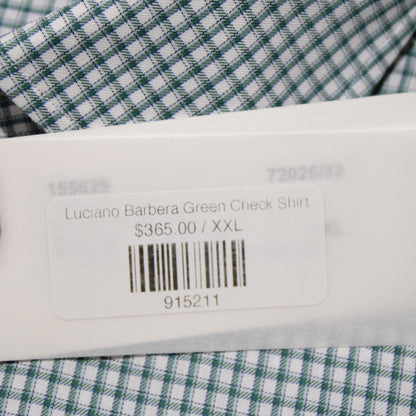 155629 72025/32
Luciano Barbera Green Check Shirt
$365.00 / XXL
915211